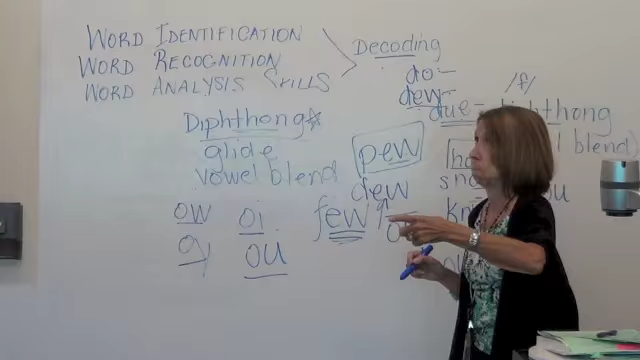 WORD IDENTIFICATION
WORD RECOGNITION
WORD ANALYSIS SKILLS
Decoding
do-
dew-
due-
/f/
Diphthong
glide
vowel blend
ow oi
oy ou
pew
dew
few
l blend)